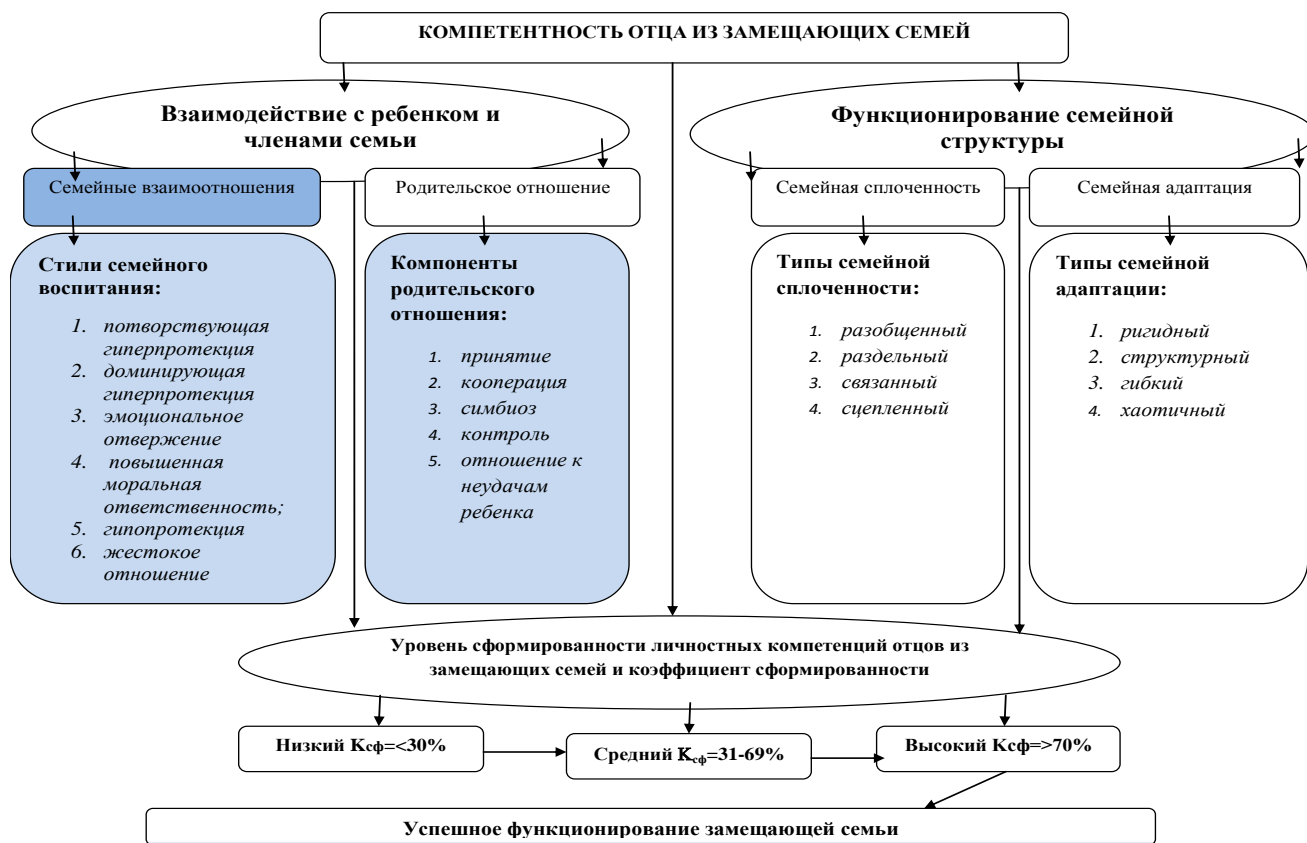 КОМПЕТЕНТНОСТЬ ОТЦА ИЗ ЗАМЕЩАЮЩИХ СЕМЕЙ
Взаимодействие с ребенком и
членами семьи
Функционирование семейной
структуры
Семейные взаимоотношения
Родительское отношение
Семейная сплоченность
Семейная адаптация
Стили семейного
воспитания:
1. потворствующая
гиперпротекция
2. доминирующая
гиперпротекция
3. эмоциональное
отвержение
4. повышенная
моральная
ответственность;
5. гипопротекция
6. жестокое
отношение
Компоненты
родительского
отношения:
1. принятие
2. кооперация
3. симбиоз
4. контроль
5. отношение к
неудачам
ребенка
Типы семейной
сплоченности:
1. разобщенный
2. раздельный
3. связанный
4. сцепленный
Типы семейной
адаптации:
1. ригидный
2. структурный
3. гибкий
4. хаотичный
Уровень сформированности личностных компетенций отцов из
замещающих семей и коэффициент сформированности
Низкий Ксф=<30%
Средний Ксф=31-69%
Высокий Ксф=>70%
Успешное функционирование замещающей семьи